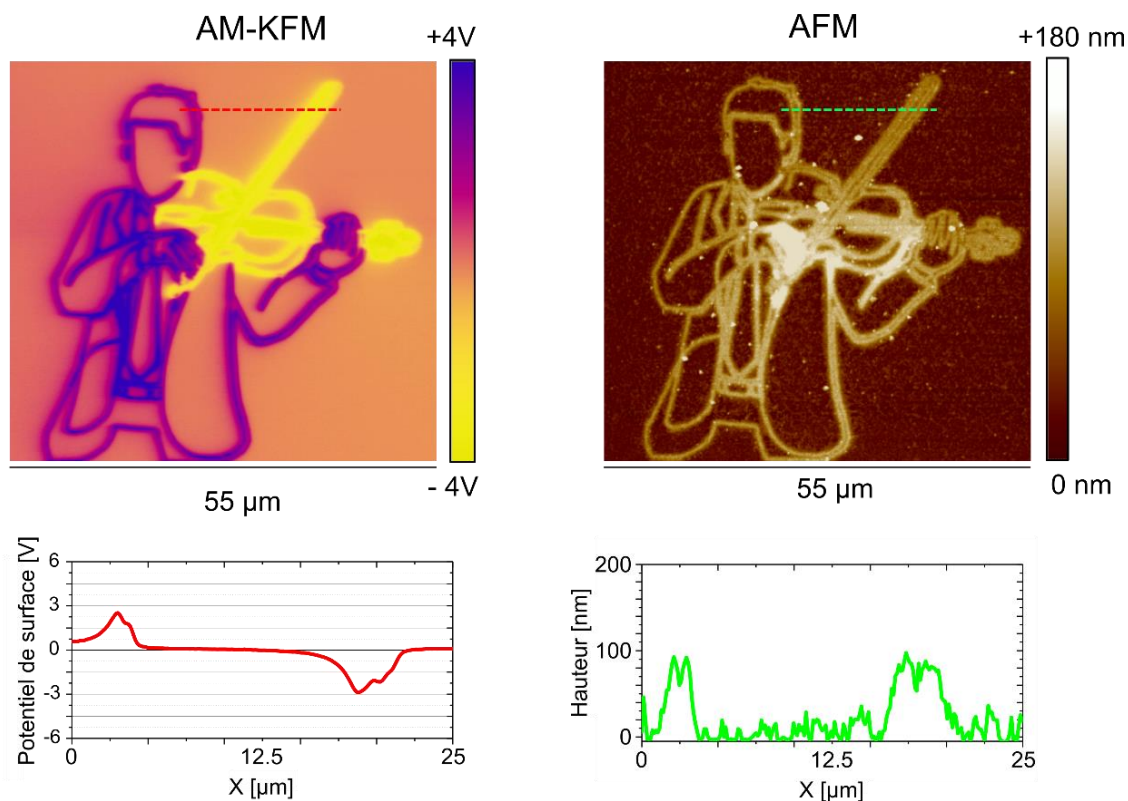 AM-KFM
+4V
- 4V
55 µm
AFM
+180 nm
0 nm
55 µm
Potentiel de surface [V]
6
3
0
-3
-6
0
12.5
25
X [µm]
Hauteur [nm]
200
100
0
0
12.5
25
X [µm]